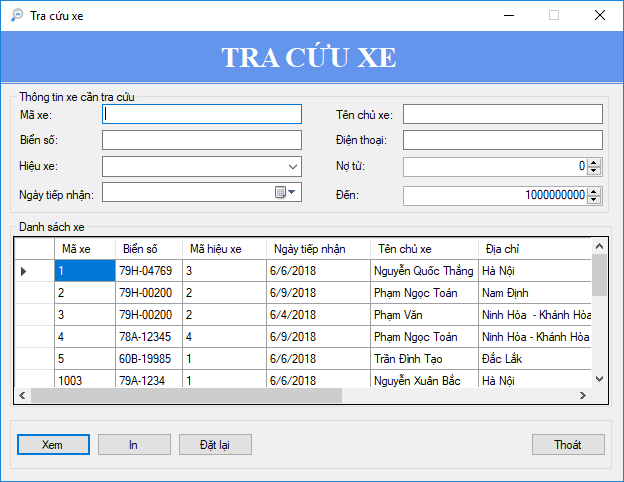 Tra cứu xe
TRA CỨU XE
Thông tin xe cần tra cứu
Mã xe: Tên chủ xe:
Biển số: Điện thoại:
Hiệu xe: Nợ từ: 0
Ngày tiếp nhận: Đến: 1000000000
Danh sách xe
Mã xe Biển số Mã hiệu xe Ngày tiếp nhận Tên chủ xe Địa chỉ
1 79H-04769 3 6/6/2018 Nguyễn Quốc Thắng Hà Nội
2 79H-00200 2 6/9/2018 Phạm Ngọc Toán Nam Định
3 79H-00200 2 6/4/2018 Phạm Văn Ninh Hòa - Khánh Hòa
4 78A-12345 4 6/9/2018 Phạm Ngọc Toán Ninh Hòa - Khánh Hòa
5 60B-19985 1 6/6/2018 Trần Đình Tạo Đắc Lắk
1003 79A-1234 1 6/6/2018 Nguyễn Xuân Bắc Hà Nội
Xem In Đặt lại Thoát